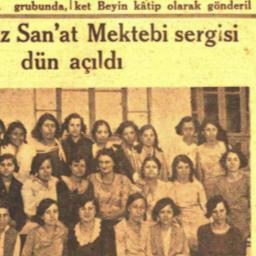 grubunda, ket Beyin kâtip olarak gönderil
z San'at Mektebi sergisi
dün açıldı